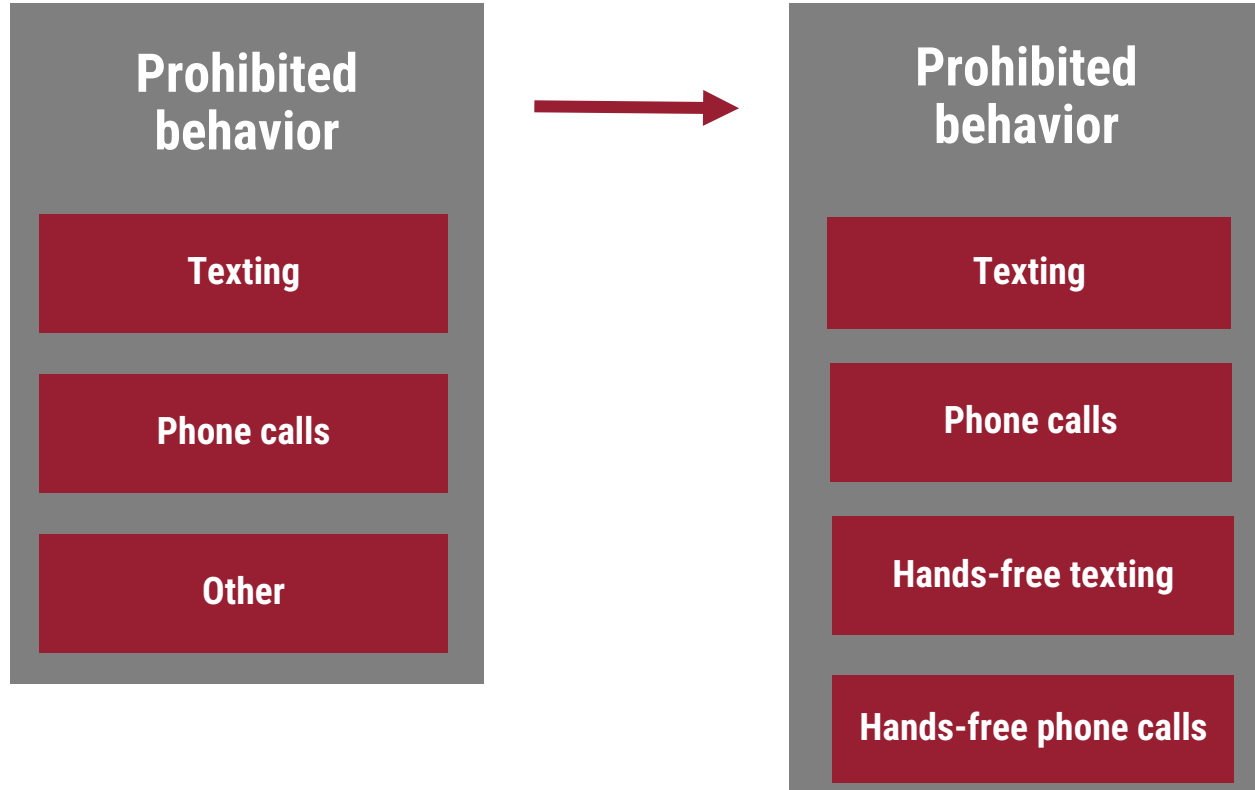 Prohibited
behavior
Texting
Phone calls
Other
Prohibited
behavior
Texting
Phone calls
Hands-free texting
Hands-free phone calls